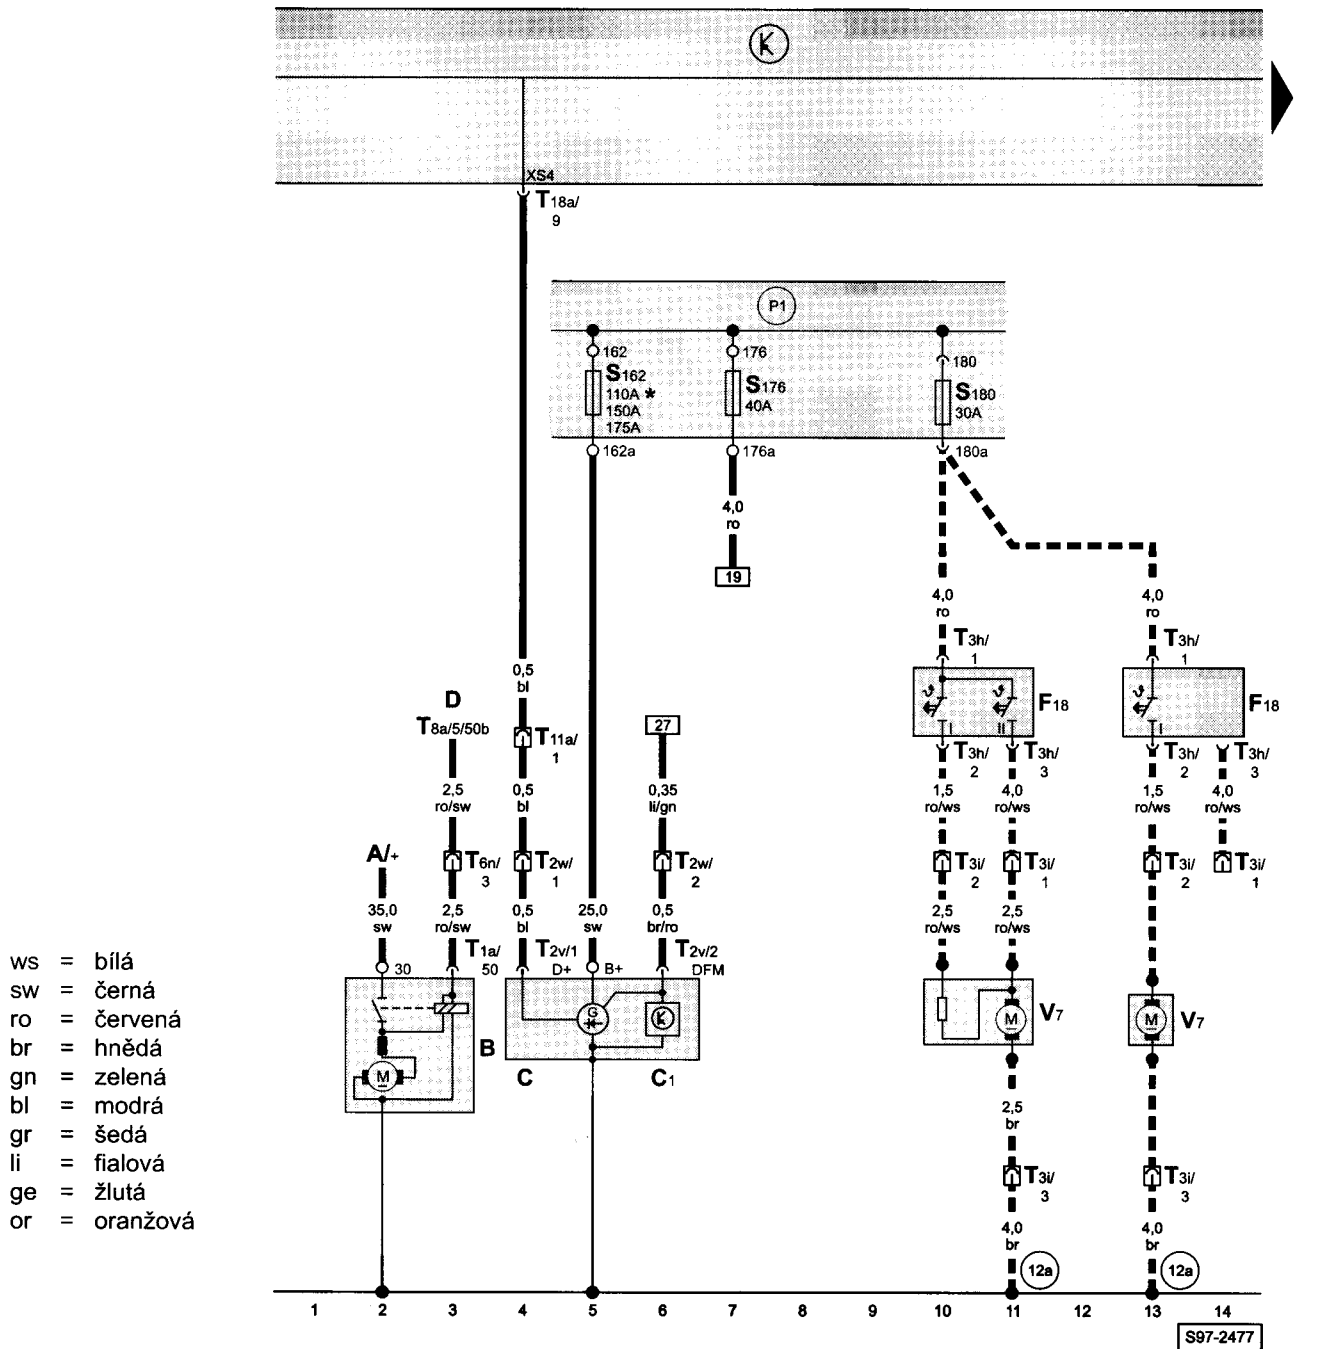 XS4
T18a/
9
P1
162
176
180
S162
110A *
150A
175A
S176
40A
S180
30A
162a
176a
180a
4,0
ro
19
4,0
ro
4,0
ro
T3h/
1
T3h/
1
0,5
bl
D
T8a/5/50b
27
F18
F18
I
II
I
T11a/
1
T3h/
2
T3h/
3
T3h/
2
T3h/
3
2,5
ro/sw
0,5
bl
0,35
li/gn
1,5
ro/ws
4,0
ro/ws
1,5
ro/ws
4,0
ro/ws
A/+
T6n/
3
T2w/
1
T2w/
2
T3i/
2
T3i/
1
T3i/
2
T3i/
1
35,0
sw
2,5
ro/sw
0,5
bl
25,0
sw
0,5
br/ro
2,5
ro/ws
2,5
ro/ws
30
T1a/
50
T2v/1
D+
B+
T2v/2
DFM
G
M
M
V7
M
V7
B
C
C1
ws = bílá
sw = černá
ro = červená
br = hnědá
gn = zelená
bl = modrá
gr = šedá
li = fialová
ge = žlutá
or = oranžová
2,5
br
T3i/
3
T3i/
3
4,0
br
4,0
br
12a
12a
1 2 3 4 5 6 7 8 9 10 11 12 13 14
S97-2477